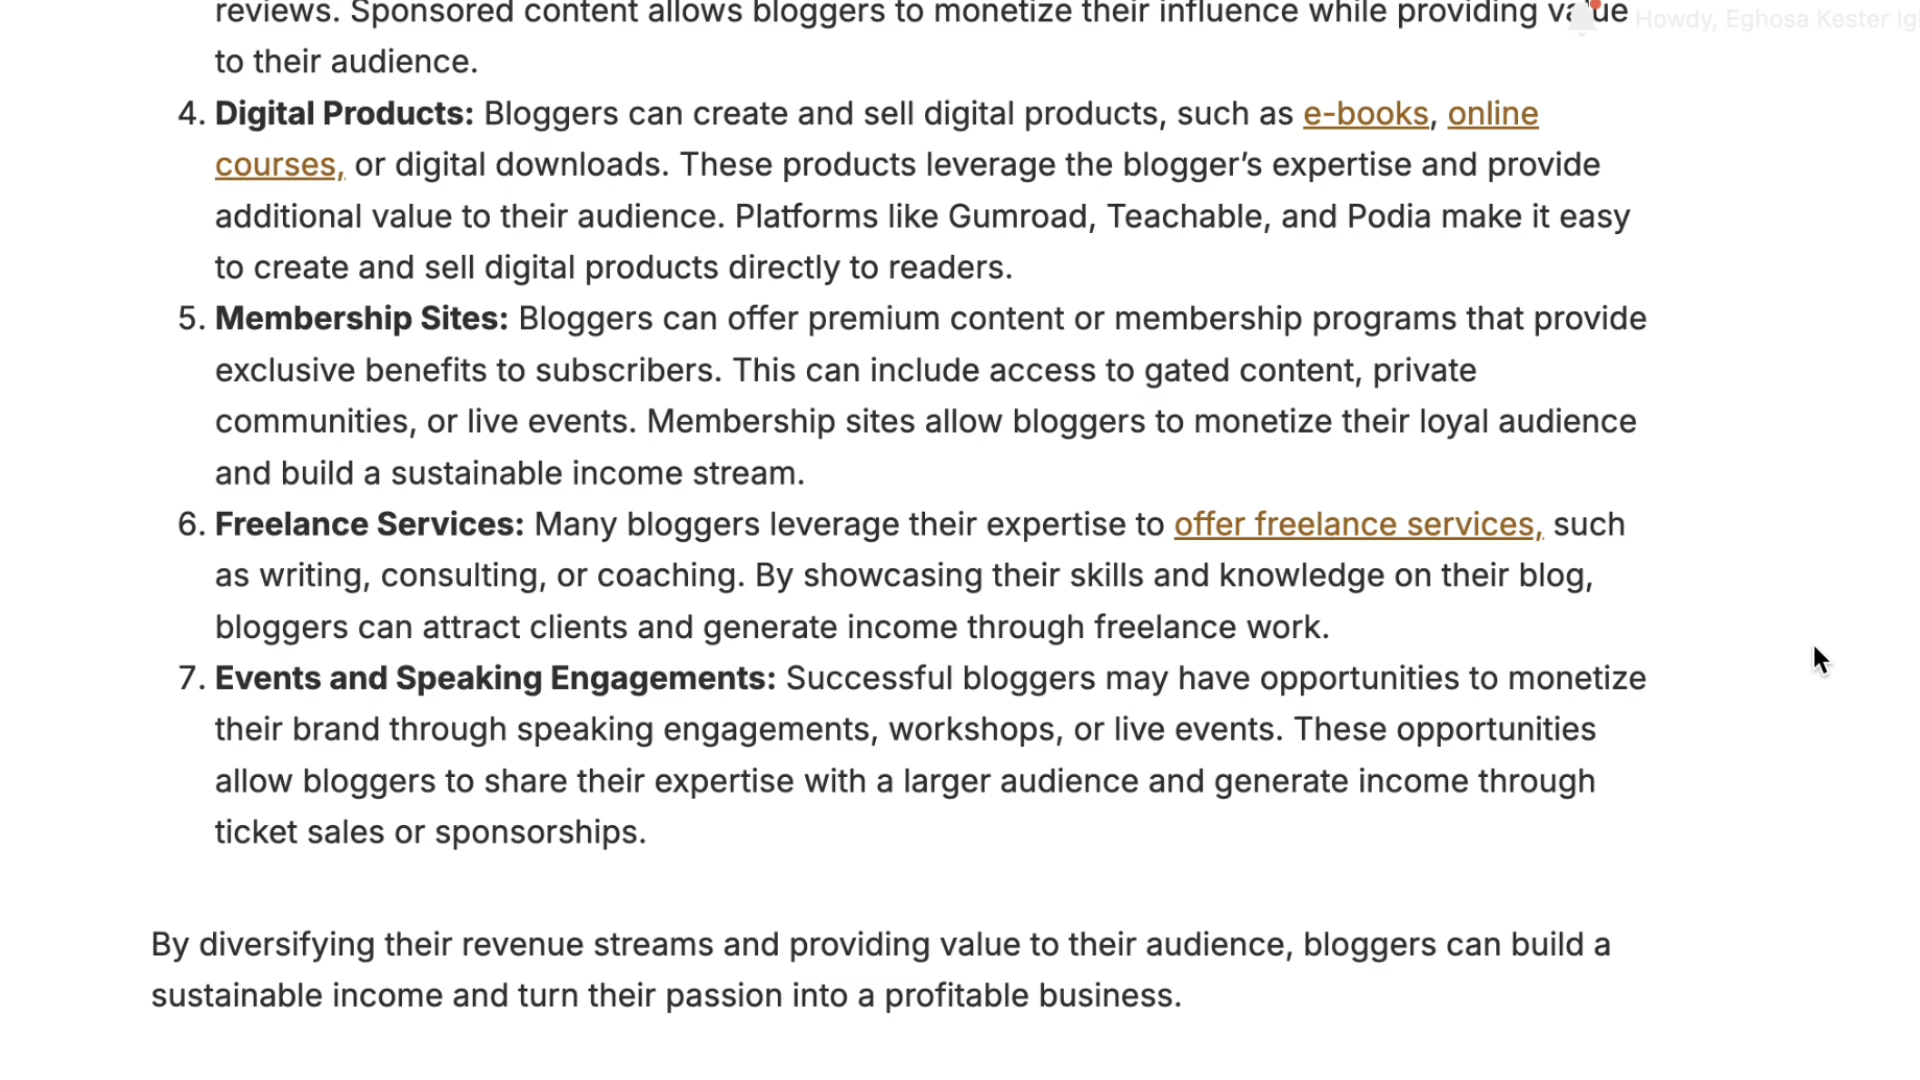 reviews. Sponsored content allows bloggers to monetize their influence while providing value
Howdy, Eghosa Kester
to their audience.
4. Digital Products: Bloggers can create and sell digital products, such as e-books, online
courses, or digital downloads. These products leverage the blogger’s expertise and provide
additional value to their audience. Platforms like Gumroad, Teachable, and Podia make it easy
to create and sell digital products directly to readers.
5. Membership Sites: Bloggers can offer premium content or membership programs that provide
exclusive benefits to subscribers. This can include access to gated content, private
communities, or live events. Membership sites allow bloggers to monetize their loyal audience
and build a sustainable income stream.
6. Freelance Services: Many bloggers leverage their expertise to offer freelance services, such
as writing, consulting, or coaching. By showcasing their skills and knowledge on their blog,
bloggers can attract clients and generate income through freelance work.
7. Events and Speaking Engagements: Successful bloggers may have opportunities to monetize
their brand through speaking engagements, workshops, or live events. These opportunities
allow bloggers to share their expertise with a larger audience and generate income through
ticket sales or sponsorships.
By diversifying their revenue streams and providing value to their audience, bloggers can build a
sustainable income and turn their passion into a profitable business.